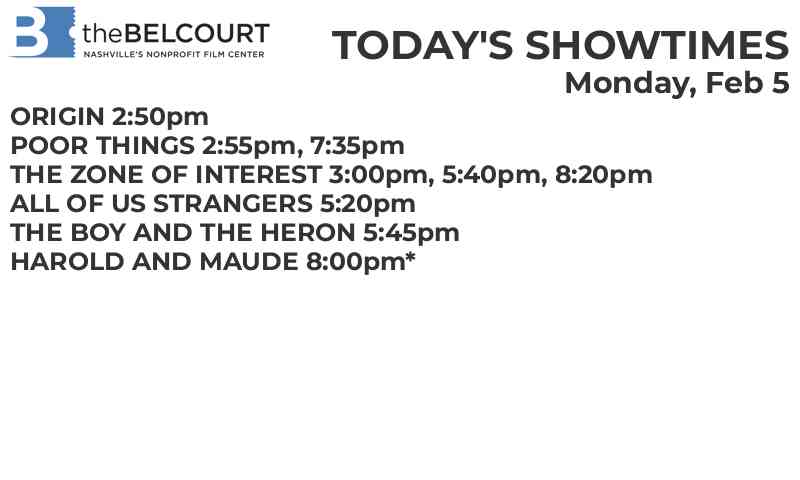 B theBELCOURT
NASHVILLE'S NONPROFIT FILM CENTER
TODAY'S SHOWTIMES
Monday, Feb 5
ORIGIN 2:50pm
POOR THINGS 2:55pm, 7:35pm
THE ZONE OF INTEREST 3:00pm, 5:40pm, 8:20pm
ALL OF US STRANGERS 5:20pm
THE BOY AND THE HERON 5:45pm
HAROLD AND MAUDE 8:00pm*